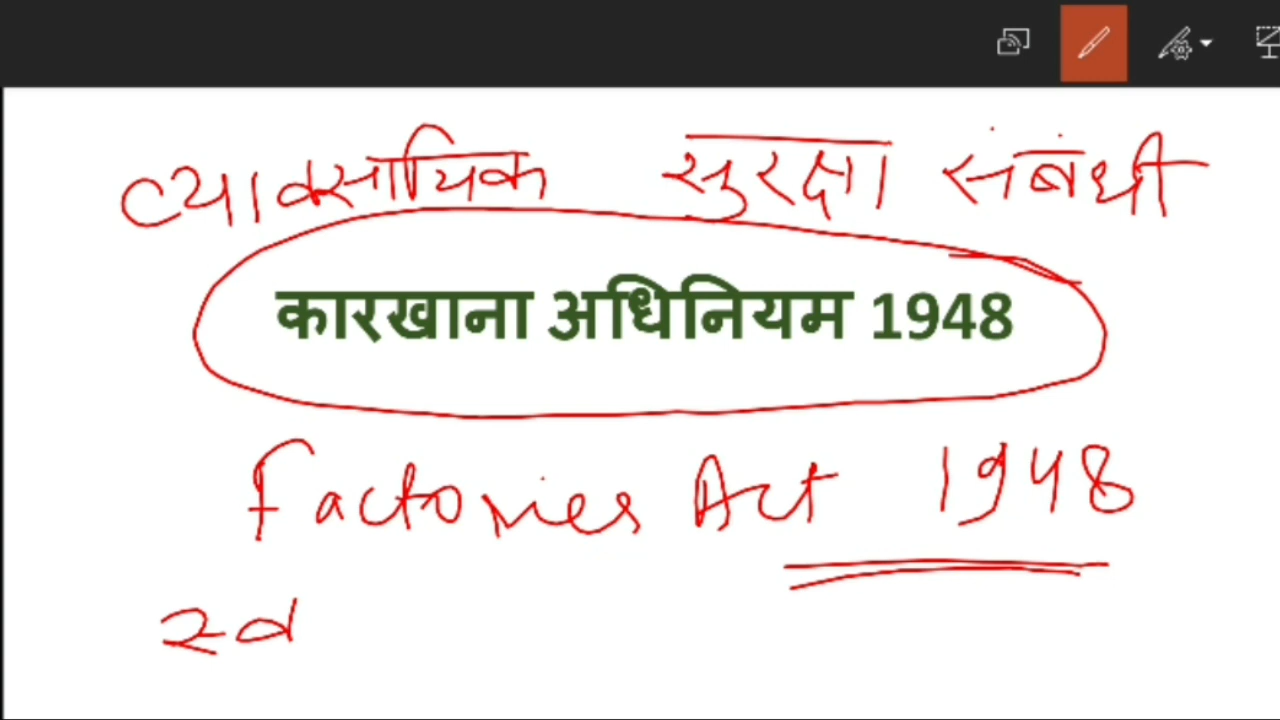 व्यावसायिक सुरक्षा संबंधी
कारखाना अधिनियम 1948
Factories Act 1948